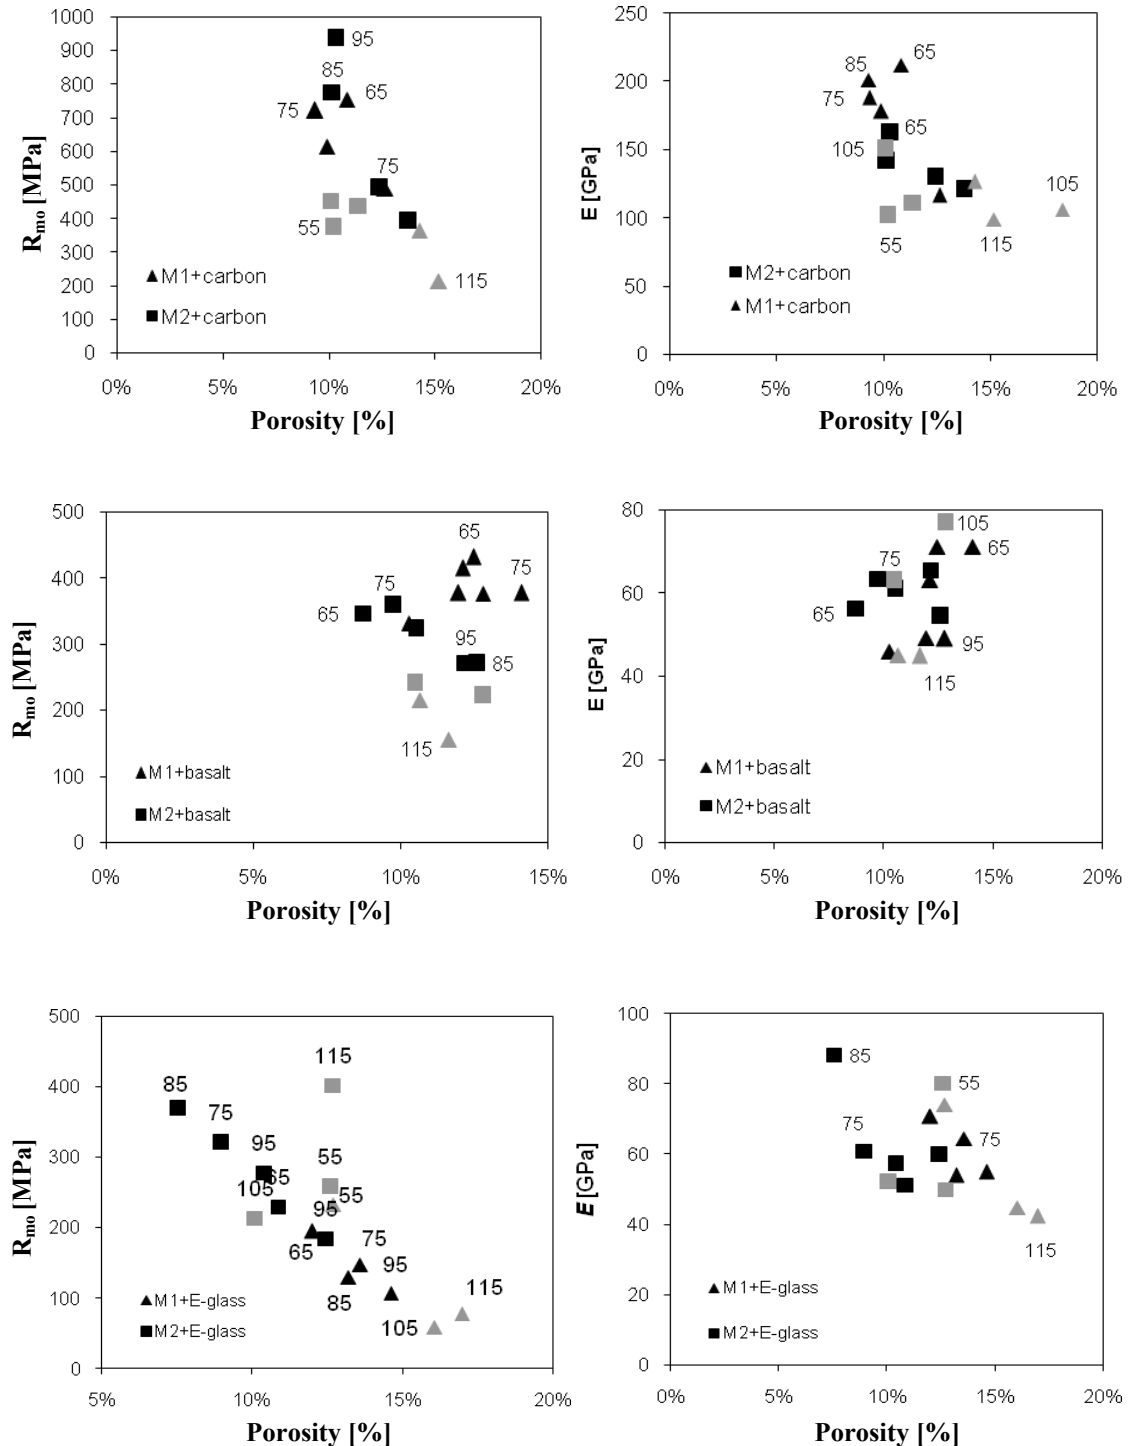 1000
900
800
700
600
500
400
300
200
100
0
R_mo [MPa]
95
85
65
75
75
55
115
M1+carbon
M2+carbon
0% 5% 10% 15% 20%
Porosity [%]
250
200
150
100
50
0
E [GPa]
65
85
75
65
105
105
55
115
M2+carbon
M1+carbon
0% 5% 10% 15% 20%
Porosity [%]
500
400
300
200
100
0
R_mo [MPa]
65
75
75
65
95
85
115
M1+basalt
M2+basalt
0% 5% 10% 15%
Porosity [%]
80
60
40
20
0
E [GPa]
105
75
65
65
95
115
M1+basalt
M2+basalt
0% 5% 10% 15% 20%
Porosity [%]
500
400
300
200
100
0
R_mo [MPa]
115
85
75
95
55
65
105
55
95
65
75
95
85
115
105
M1+E-glass
M2+E-glass
5% 10% 15% 20%
Porosity [%]
100
80
60
40
20
0
E [GPa]
85
55
75
75
115
M1+E-glass
M2+E-glass
0% 5% 10% 15% 20%
Porosity [%]